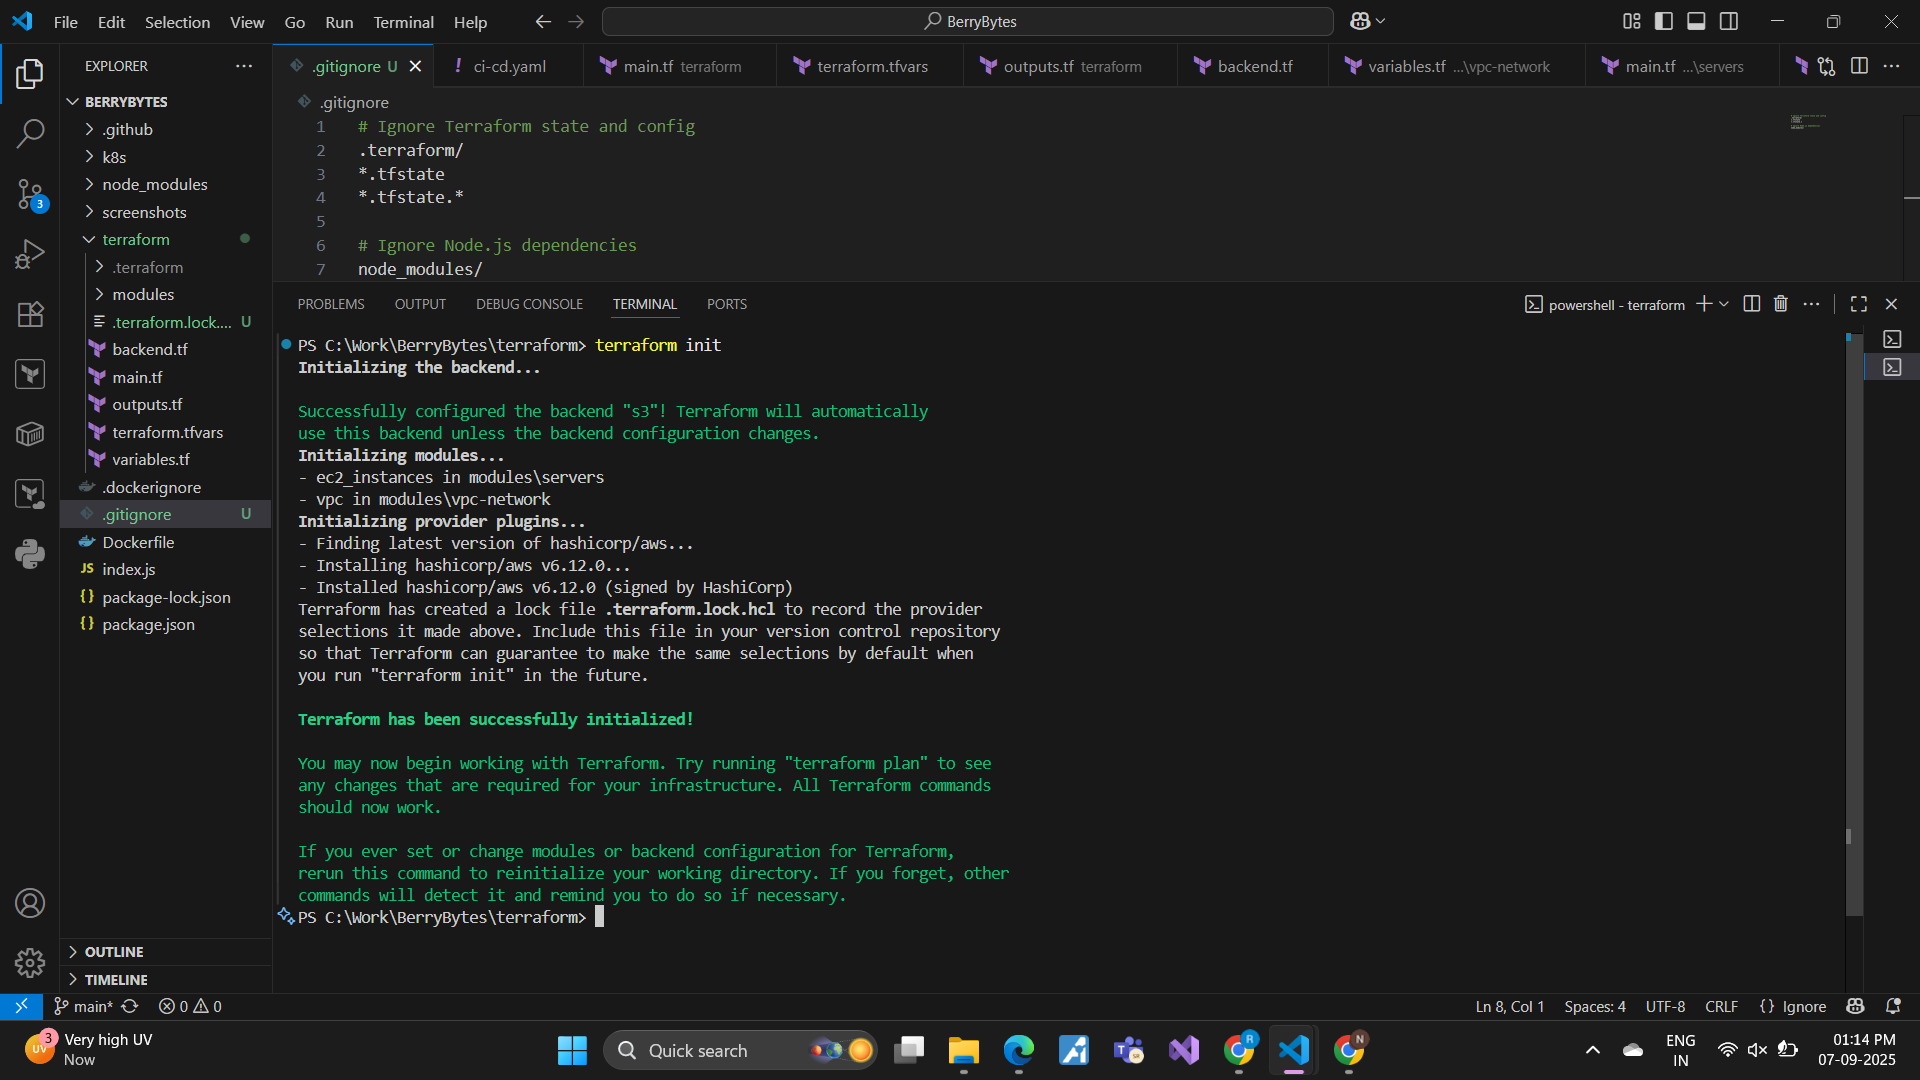 File Edit Selection View Go Run Terminal Help
BerryBytes
EXPLORER
BERRYBYTES
.github
k8s
node_modules
screenshots
terraform
.terraform
modules
.terraform.lock.... U
backend.tf
main.tf
outputs.tf
terraform.tfvars
variables.tf
.dockerignore
.gitignore U
Dockerfile
JS index.js
{} package-lock.json
{} package.json
OUTLINE
TIMELINE
3
.gitignore U
! ci-cd.yaml
main.tf terraform
terraform.tfvars
outputs.tf terraform
backend.tf
variables.tf ...\vpc-network
main.tf ...\servers
.gitignore
1 # Ignore Terraform state and config
2 .terraform/
3 *.tfstate
4 *.tfstate.*
5
6 # Ignore Node.js dependencies
7 node_modules/
PROBLEMS OUTPUT DEBUG CONSOLE TERMINAL PORTS
powershell - terraform
PS C:\Work\BerryBytes\terraform> terraform init
Initializing the backend...
Successfully configured the backend "s3"! Terraform will automatically
use this backend unless the backend configuration changes.
Initializing modules...
- ec2_instances in modules\servers
- vpc in modules\vpc-network
Initializing provider plugins...
- Finding latest version of hashicorp/aws...
- Installing hashicorp/aws v6.12.0...
- Installed hashicorp/aws v6.12.0 (signed by HashiCorp)
Terraform has created a lock file .terraform.lock.hcl to record the provider
selections it made above. Include this file in your version control repository
so that Terraform can guarantee to make the same selections by default when
you run "terraform init" in the future.
Terraform has been successfully initialized!
You may now begin working with Terraform. Try running "terraform plan" to see
any changes that are required for your infrastructure. All Terraform commands
should now work.
If you ever set or change modules or backend configuration for Terraform,
rerun this command to reinitialize your working directory. If you forget, other
commands will detect it and remind you to do so if necessary.
PS C:\Work\BerryBytes\terraform>
main* 0 0
Ln 8, Col 1 Spaces: 4 UTF-8 CRLF {} Ignore
UV 3 Very high UV
Now
Quick search
R
N
ENG
IN
01:14 PM
07-09-2025